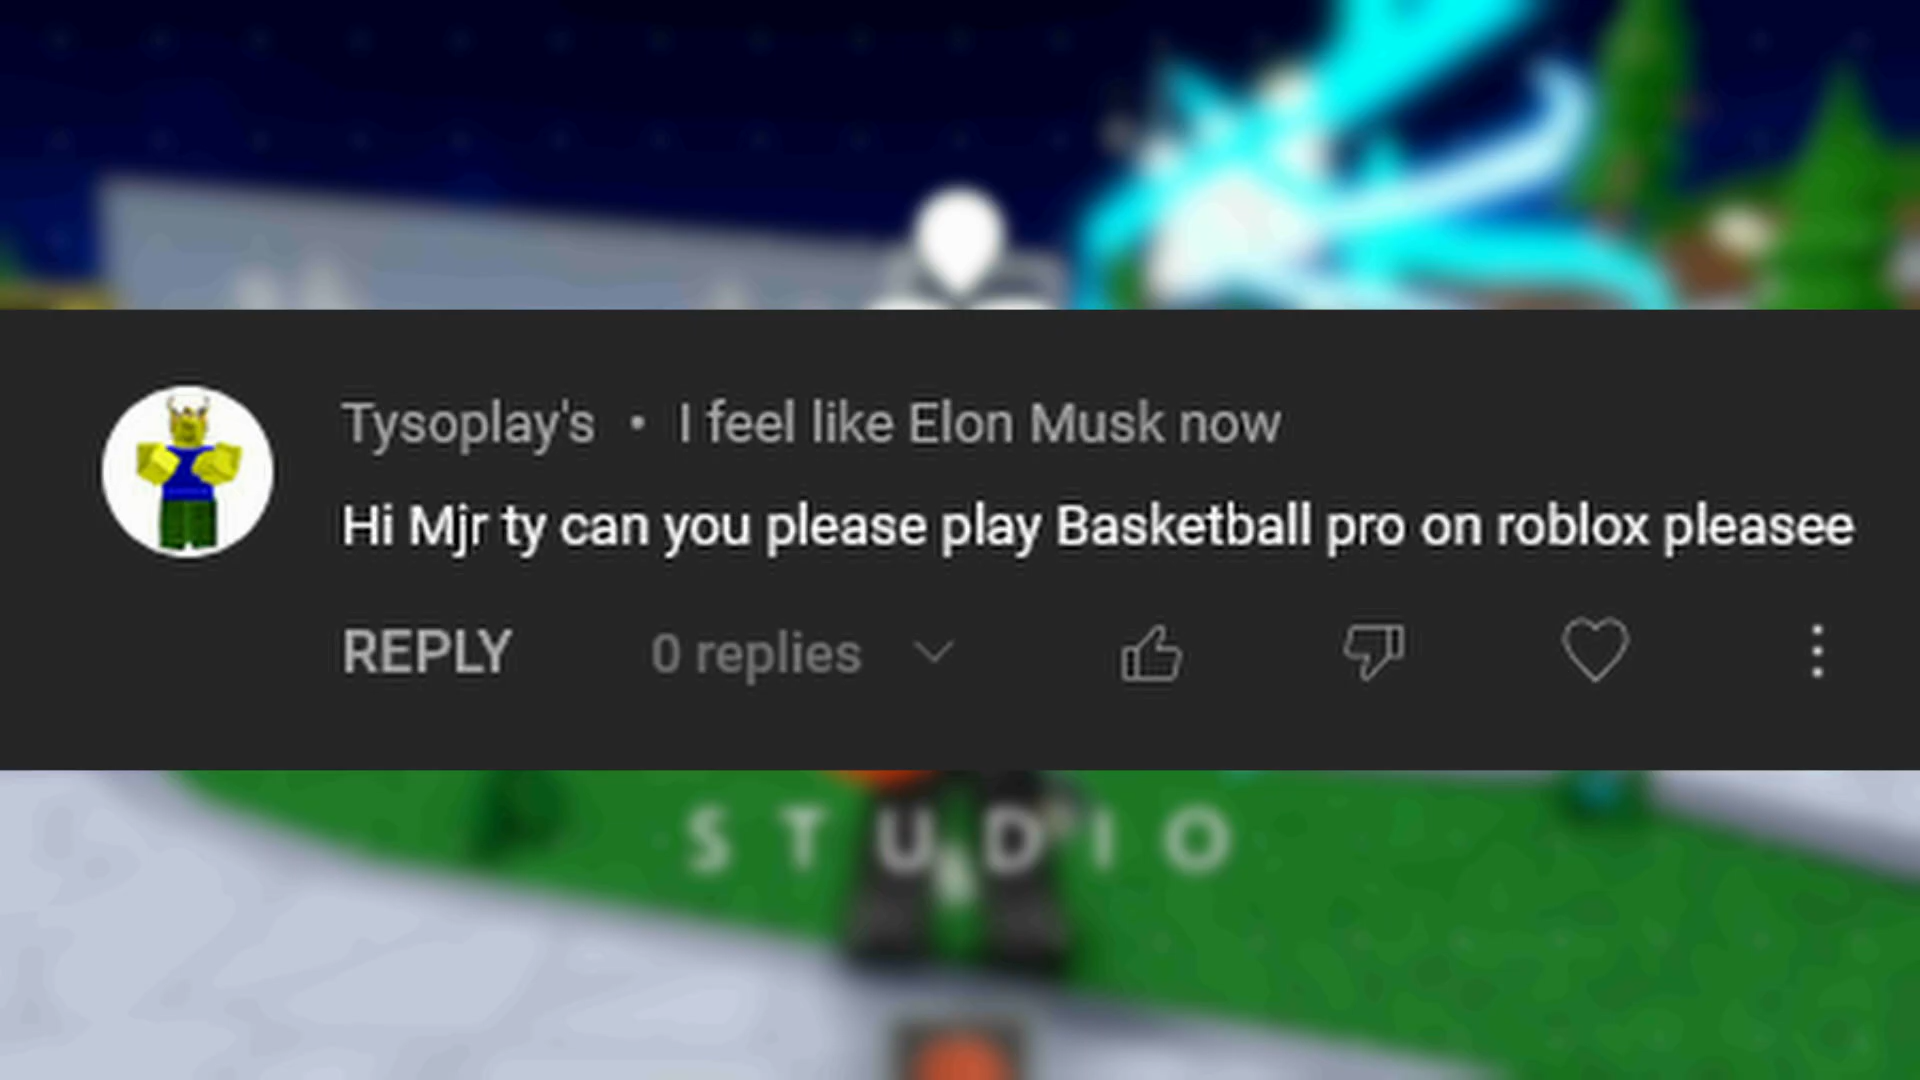 Tysoplay's • I feel like Elon Musk now
Hi Mjr ty can you please play Basketball pro on roblox pleasee
REPLY 0 replies
STUDIO